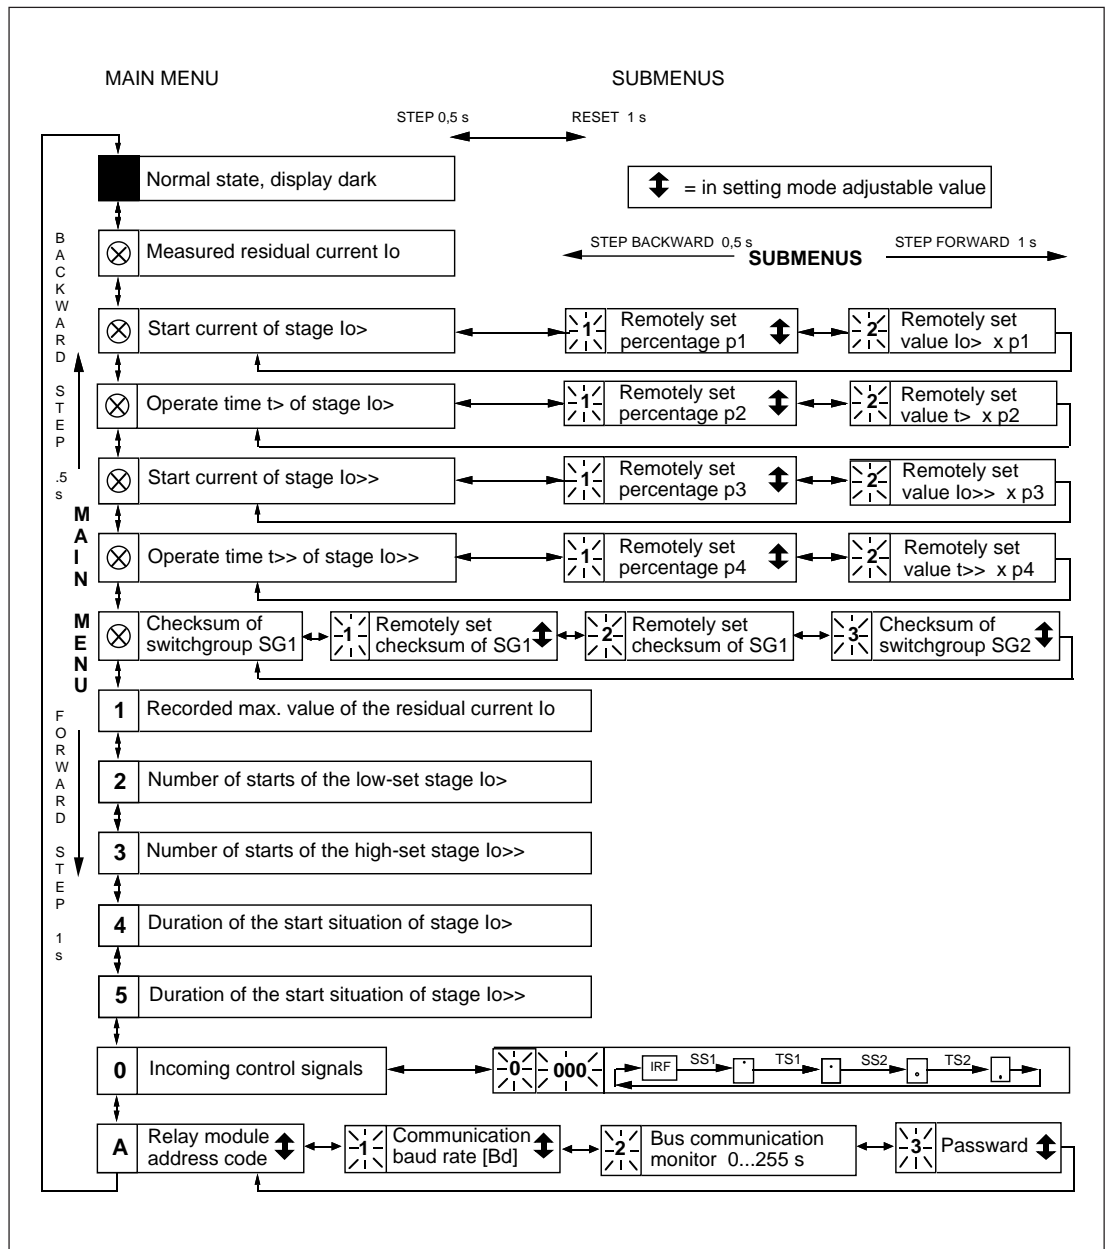 MAIN MENU
SUBMENUS
STEP 0,5 s
RESET 1 s
Normal state, display dark
= in setting mode adjustable value
BACKWARD STEP .5 s
MAIN MENU
FORWARD STEP 1 s
Measured residual current Io
STEP BACKWARD 0,5 s
SUBMENUS
STEP FORWARD 1 s
Start current of stage Io>
1
Remotely set
percentage p1
2
Remotely set
value Io> x p1
Operate time t> of stage Io>
1
Remotely set
percentage p2
2
Remotely set
value t> x p2
Start current of stage Io>>
1
Remotely set
percentage p3
2
Remotely set
value Io>> x p3
Operate time t>> of stage Io>>
1
Remotely set
percentage p4
2
Remotely set
value t>> x p4
Checksum of
switchgroup SG1
1
Remotely set
checksum of SG1
2
Remotely set
checksum of SG1
3
Checksum of
switchgroup SG2
1 Recorded max. value of the residual current Io
2 Number of starts of the low-set stage Io>
3 Number of starts of the high-set stage Io>>
4 Duration of the start situation of stage Io>
5 Duration of the start situation of stage Io>>
0 Incoming control signals
0 000
IRF SS1 TS1 SS2 TS2
A
Relay module
address code
1
Communication
baud rate [Bd]
2
Bus communication
monitor 0...255 s
3
Passward